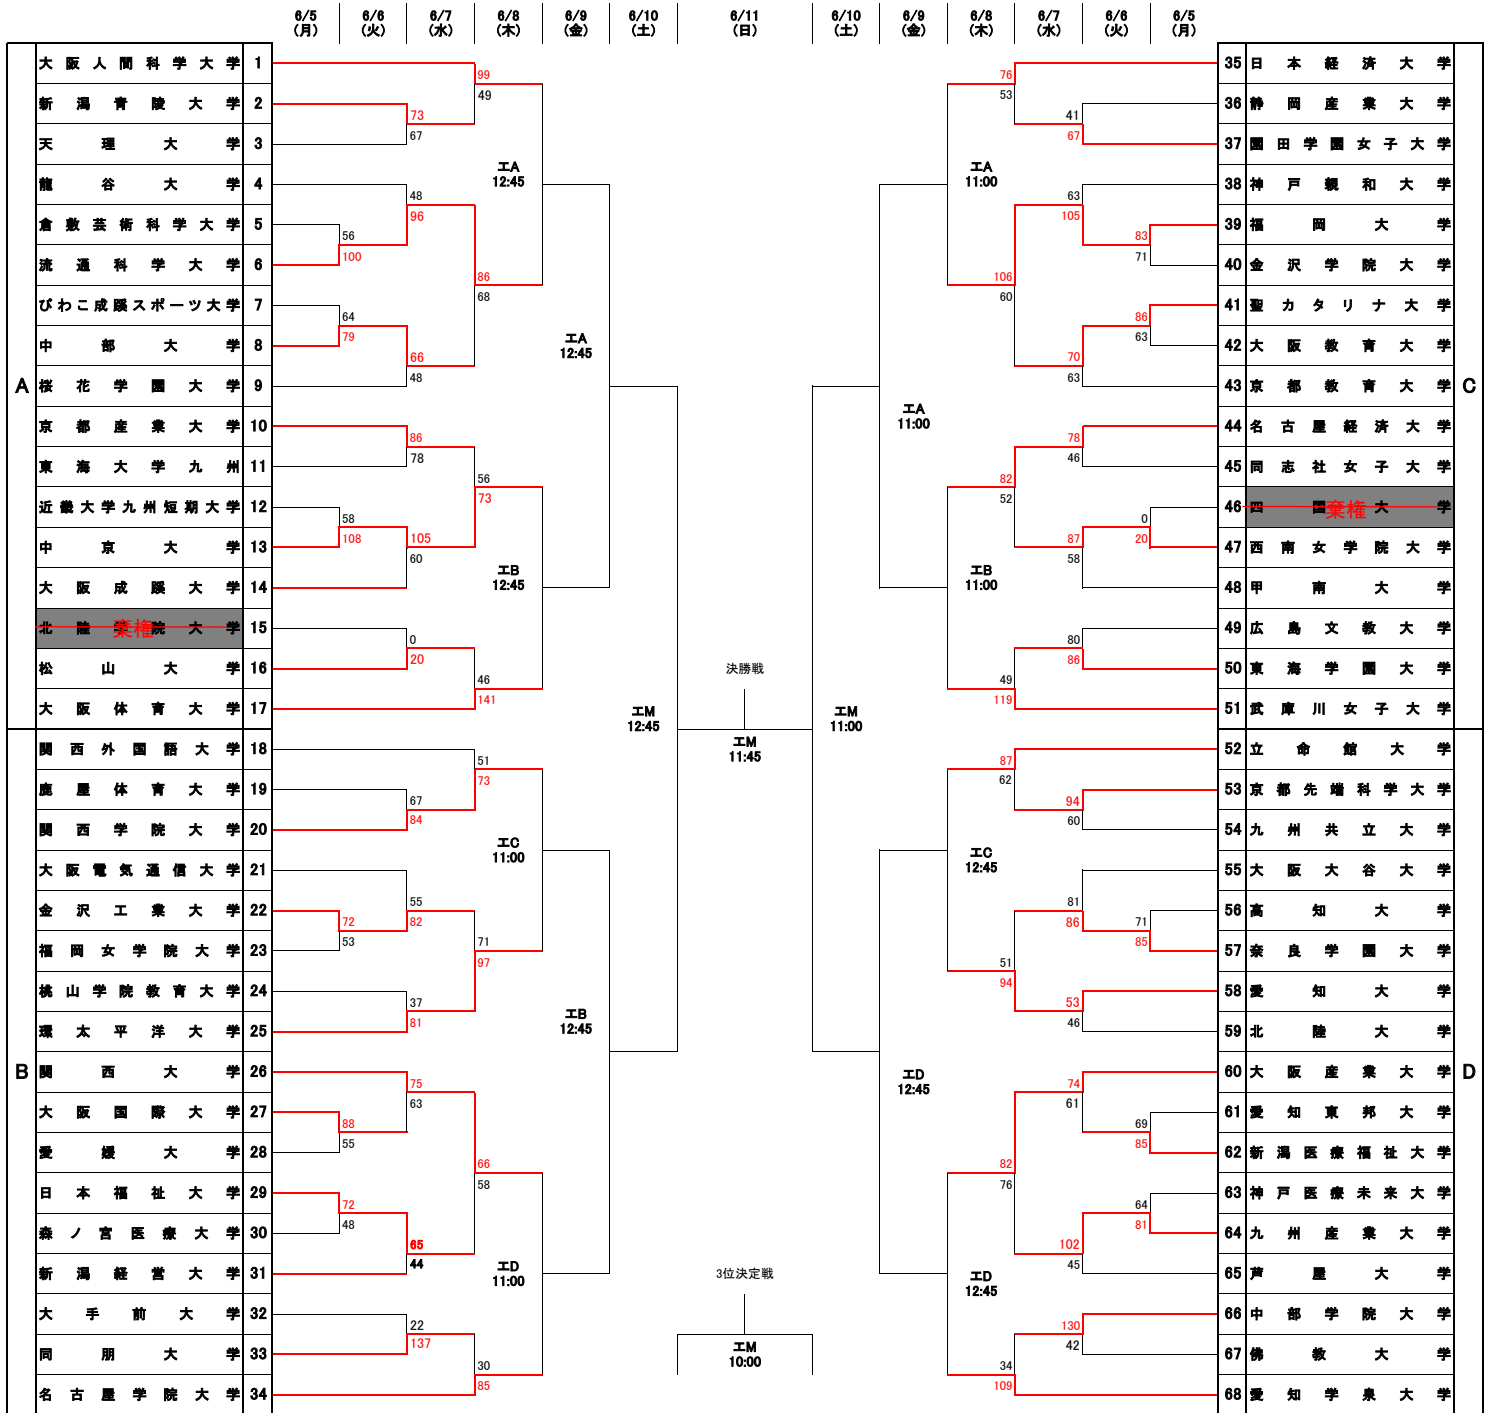 6/5 6/6 6/7 6/8 6/9 6/10 6/11 6/10 6/9 6/8 6/7 6/6 6/5
(月) (火) (水) (木) (金) (土) (日) (土) (金) (木) (水) (火) (月)
A
大阪人間科学大学 1
新潟青陵大学 2
天理大学 3
龍谷大学 4
倉敷芸術科学大学 5
流通科学大学 6
びわこ成蹊スポーツ大学 7
中部大学 8
桜花学園大学 9
京都産業大学 10
東海大学九州 11
近畿大学九州短期大学 12
中京大学 13
大阪成蹊大学 14
北陸学院大学 15
棄権
松山大学 16
大阪体育大学 17
B
関西外国語大学 18
鹿屋体育大学 19
関西学院大学 20
大阪電気通信大学 21
金沢工業大学 22
福岡女学院大学 23
桃山学院教育大学 24
環太平洋大学 25
関西大学 26
大阪国際大学 27
愛媛大学 28
日本福祉大学 29
森ノ宮医療大学 30
新潟経営大学 31
大手前大学 32
同朋大学 33
名古屋学院大学 34
56
100
64
79
58
108
72
53
88
55
72
48
73
67
48
96
66
48
86
78
105
60
0
20
67
84
55
82
37
81
75
63
65
44
22
137
99
49
86
68
56
73
46
141
51
73
71
97
66
58
30
85
エA
12:45
エB
12:45
エC
11:00
エD
11:00
エA
12:45
エB
12:45
エM
12:45
決勝戦
エM
11:45
3位決定戦
エM
10:00
エM
11:00
エA
11:00
エD
12:45
エA
11:00
エB
11:00
エC
12:45
エD
12:45
76
53
106
60
82
52
49
119
87
62
51
94
82
76
34
109
41
67
63
105
70
63
78
46
87
58
80
86
94
60
81
86
53
46
74
61
102
45
130
42
83
71
86
63
0
20
71
85
69
85
64
81
C
35 日本経済大学
36 静岡産業大学
37 園田学園女子大学
38 神戸親和大学
39 福岡大学
40 金沢学院大学
41 聖カタリナ大学
42 大阪教育大学
43 京都教育大学
44 名古屋経済大学
45 同志社女子大学
46 四国大学
棄権
47 西南女学院大学
48 甲南大学
49 広島文教大学
50 東海学園大学
51 武庫川女子大学
D
52 立命館大学
53 京都先端科学大学
54 九州共立大学
55 大阪大谷大学
56 高知大学
57 奈良学園大学
58 愛知大学
59 北陸大学
60 大阪産業大学
61 愛知東邦大学
62 新潟医療福祉大学
63 神戸医療未来大学
64 九州産業大学
65 芦屋大学
66 中部学院大学
67 佛教大学
68 愛知学泉大学